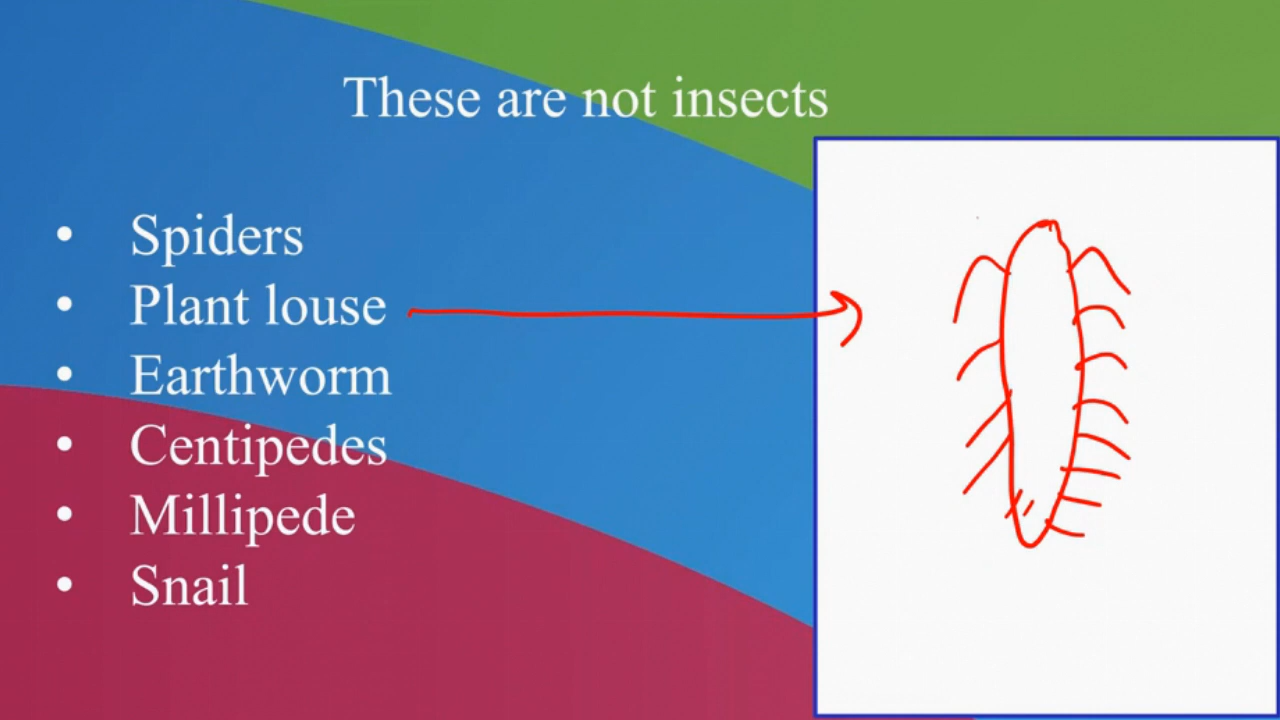 These are not insects
• Spiders
• Plant louse
• Earthworm
• Centipedes
• Millipede
• Snail